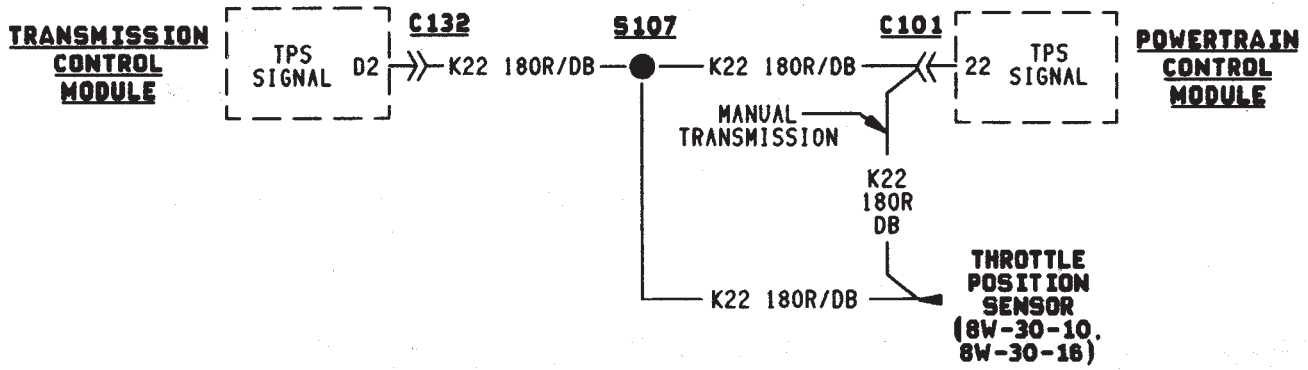 TRANSMISSION
CONTROL
MODULE
TPS
SIGNAL
D2
C132
K22 18OR/DB
S107
K22 18OR/DB
C101
22
TPS
SIGNAL
POWERTRAIN
CONTROL
MODULE
MANUAL
TRANSMISSION
K22
18OR
DB
K22 18OR/DB
THROTTLE
POSITION
SENSOR
(8W-30-10,
8W-30-16)